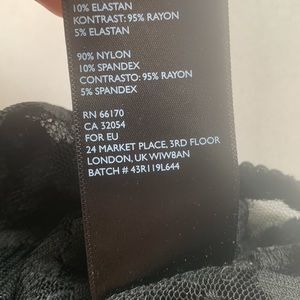 10% ELASTAN
KONTRAST: 95% RAYON
5% ELASTAN
90% NYLON
10% SPANDEX
CONTRASTO: 95% RAYON
5% SPANDEX
RN 66170
CA 32054
FOR EU
24 MARKET PLACE, 3RD FLOOR
LONDON, UK W1W8AN
BATCH # 43R119L644